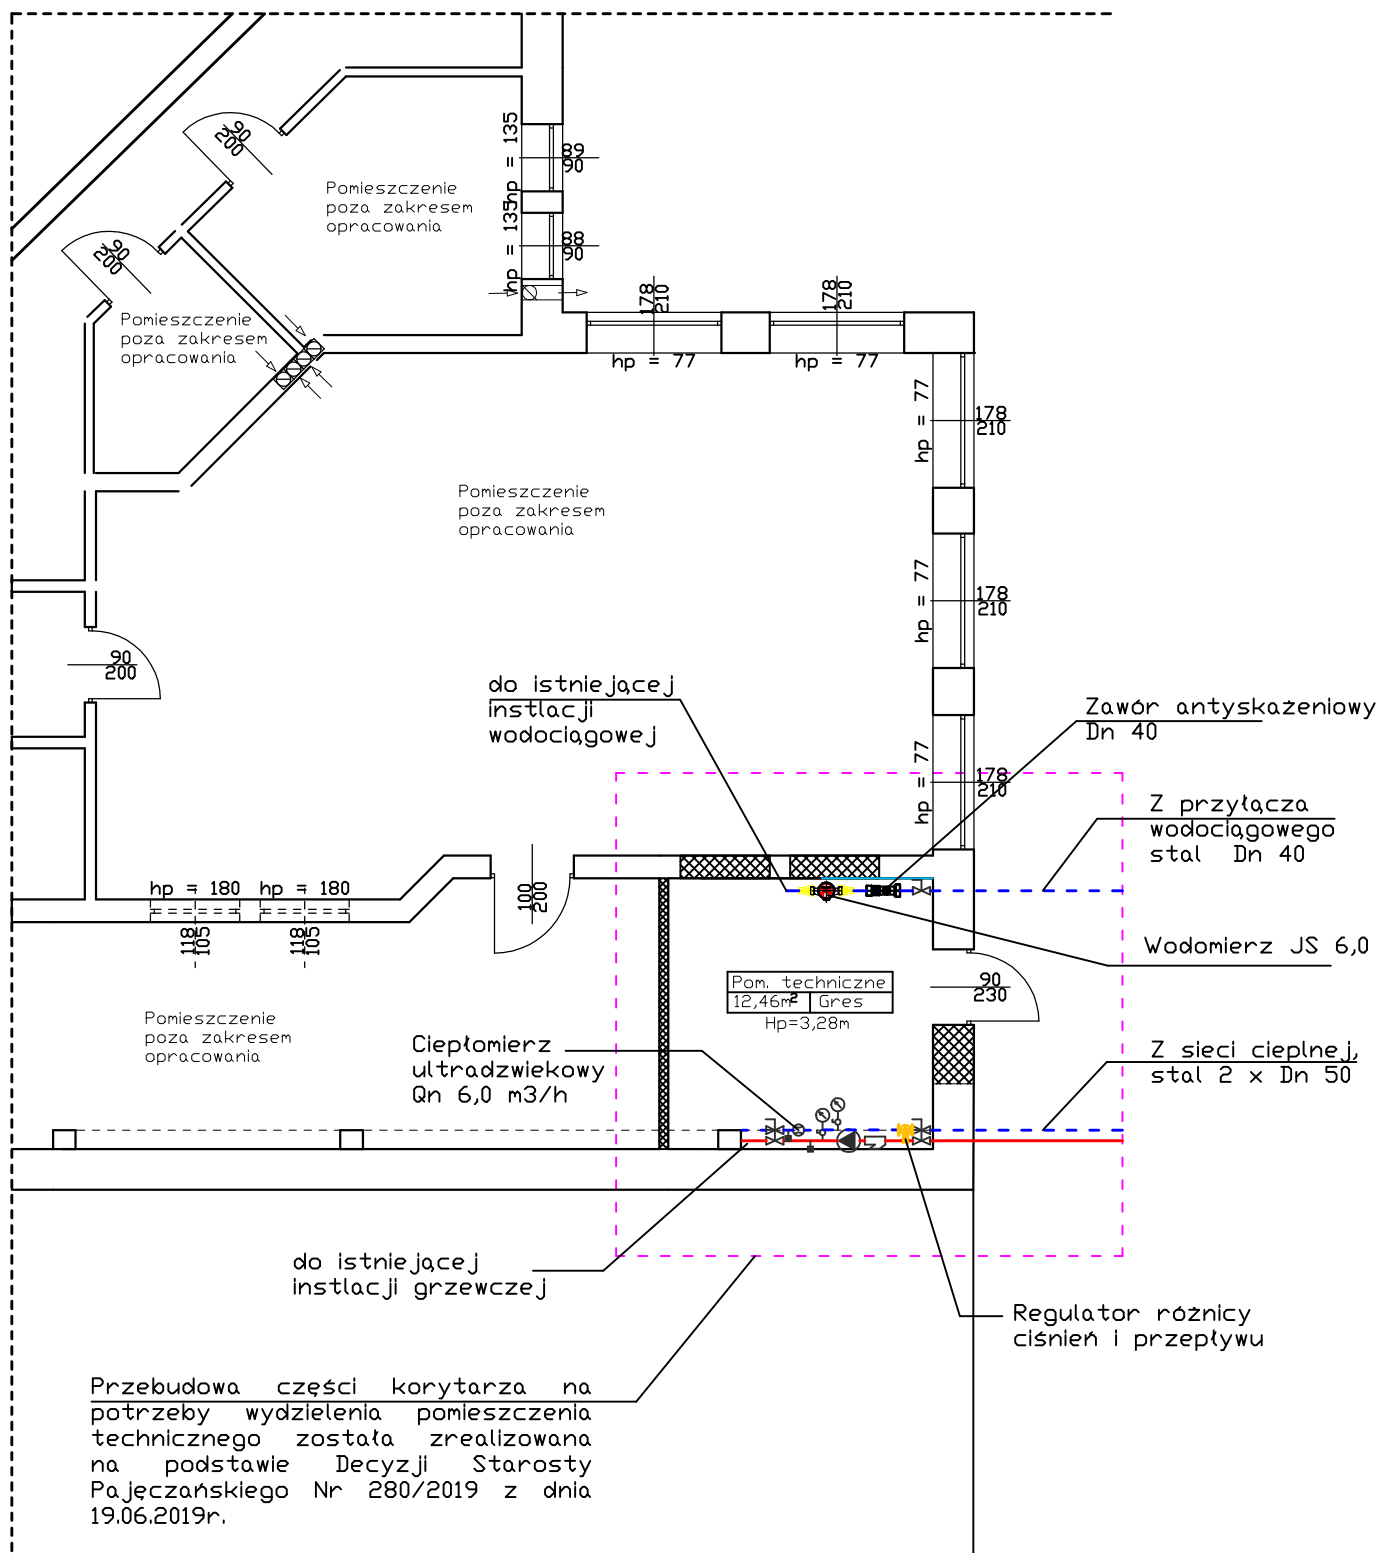 90
200
hp = 135
89
90
Pomieszczenie
poza zakresem
opracowania
hp = 135
88
90
90
200
178
210
178
210
Pomieszczenie
poza zakresem
opracowania
hp = 77
hp = 77
hp = 77
178
210
Pomieszczenie
poza zakresem
opracowania
hp = 77
178
210
90
200
do istniejącej
instlacji
wodociągowej
Zawór antyskażeniowy
Dn 40
hp = 77
178
210
Z przyłącza
wodociągowego
stal Dn 40
hp = 180
hp = 180
118
105
118
105
100
200
Wodomierz JS 6,0
Pom. techniczne
12,46m² Gres
Hp=3,28m
90
230
Pomieszczenie
poza zakresem
opracowania
Ciepłomierz
ultradzwiekowy
Qn 6,0 m3/h
Z sieci cieplnej,
stal 2 x Dn 50
do istniejącej
instlacji grzewczej
Regulator różnicy
ciśnień i przepływu
Przebudowa części korytarza na
potrzeby wydzielenia pomieszczenia
technicznego została zrealizowana
na podstawie Decyzji Starosty
Pajęczańskiego Nr 280/2019 z dnia
19.06.2019r.